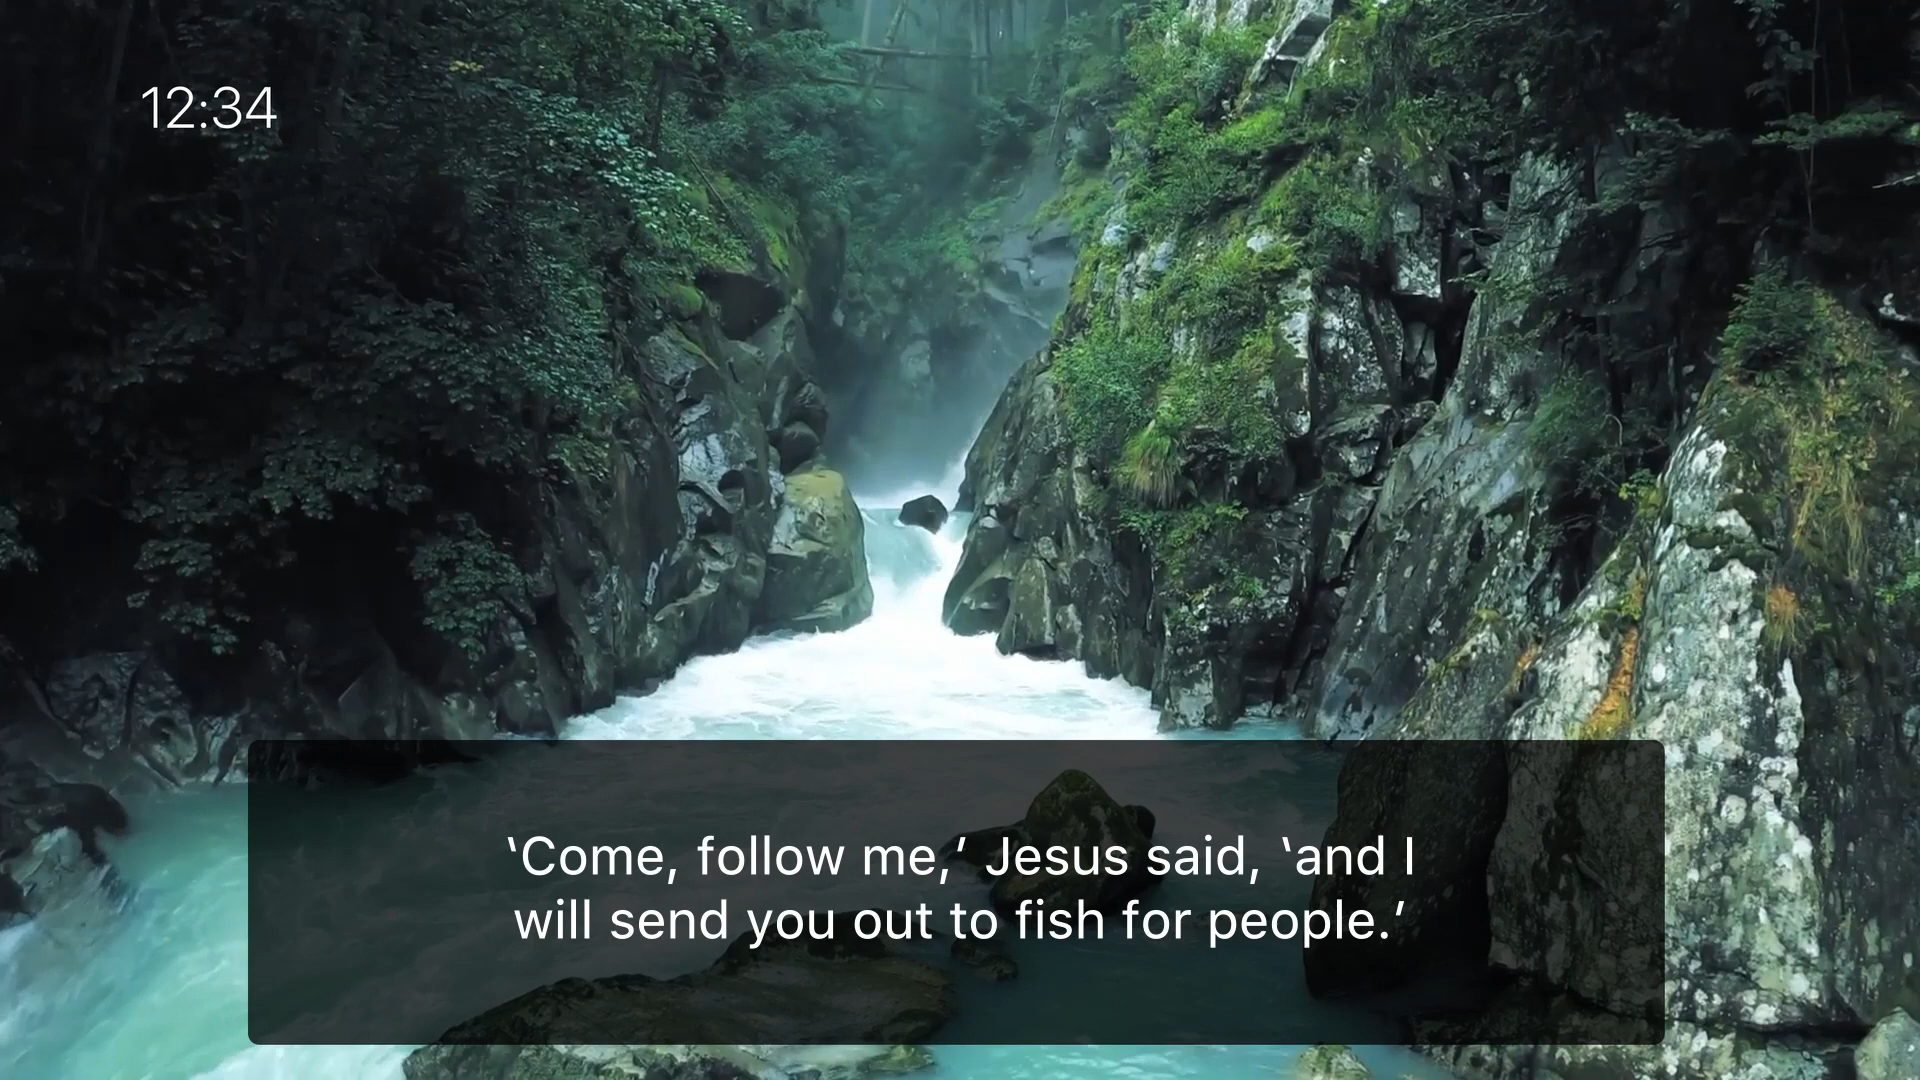 12:34
‘Come, follow me,’ Jesus said, ‘and I
will send you out to fish for people.’